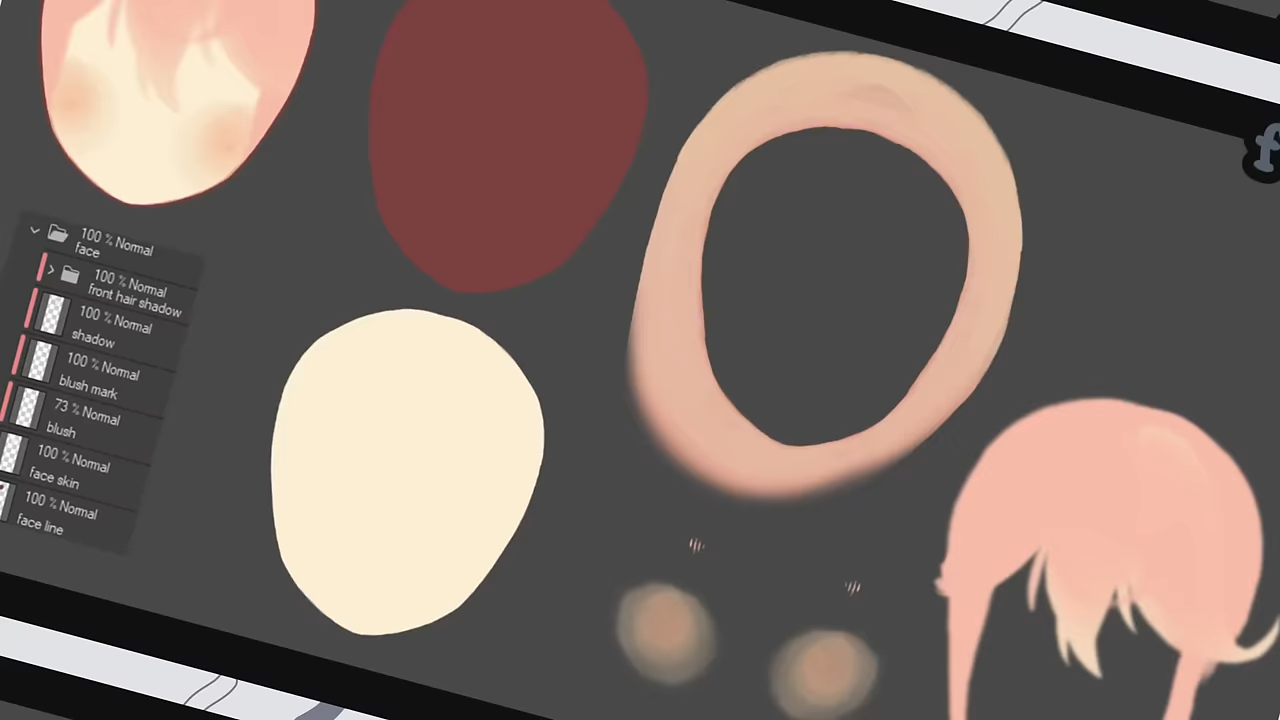 100 % Normal
face
100 % Normal
front hair shadow
100 % Normal
shadow
100 % Normal
blush mark
73 % Normal
blush
100 % Normal
face skin
100 % Normal
face line
f